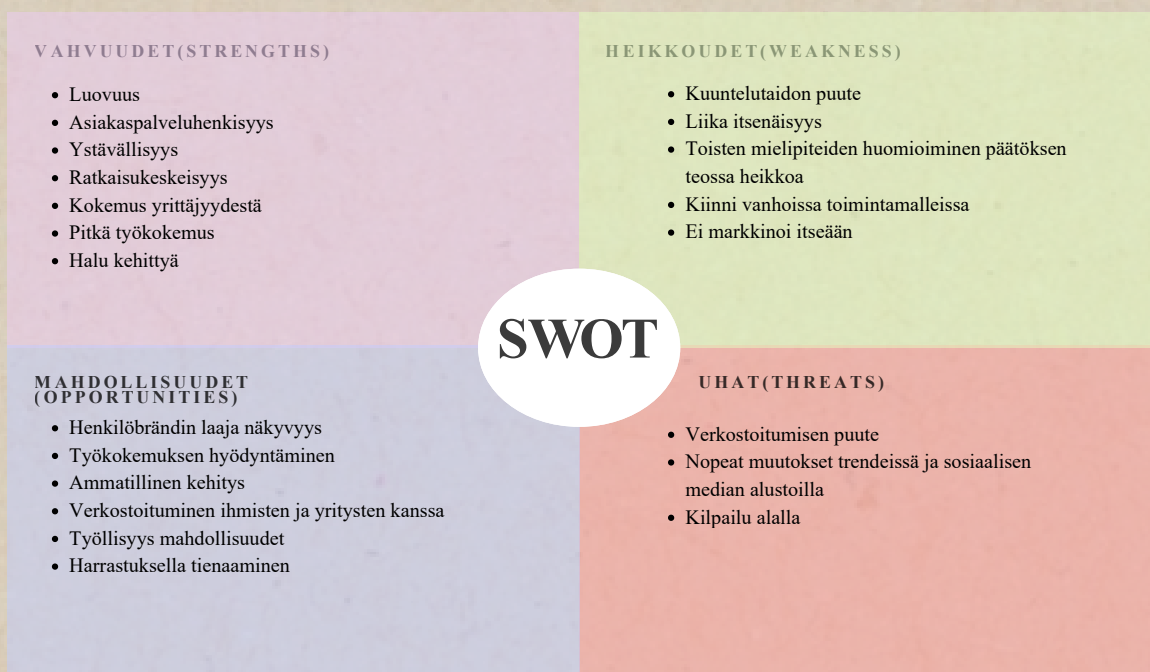 VAHVUUDET(STRENGTHS)
Luovuus
Asiakaspalveluhenkisyys
Ystävällisyys
Ratkaisukeskeisyys
Kokemus yrittäjyydestä
Pitkä työkokemus
Halu kehittyä
HEIKKOUDET(WEAKNESS)
Kuuntelutaidon puute
Liika itsenäisyys
Toisten mielipiteiden huomioiminen päätöksen
teossa heikkoa
Kiinni vanhoissa toimintamalleissa
Ei markkinoi itseään
SWOT
MAHDOLLISUUDET
(OPPORTUNITIES)
Henkilöbrändin laaja näkyvyys
Työkokemuksen hyödyntäminen
Ammatillinen kehitys
Verkostoituminen ihmisten ja yritysten kanssa
Työllisyys mahdollisuudet
Harrastuksella tienaaminen
UHAT(THREATS)
Verkostoitumisen puute
Nopeat muutokset trendeissä ja sosiaalisen
median alustoilla
Kilpailu alalla